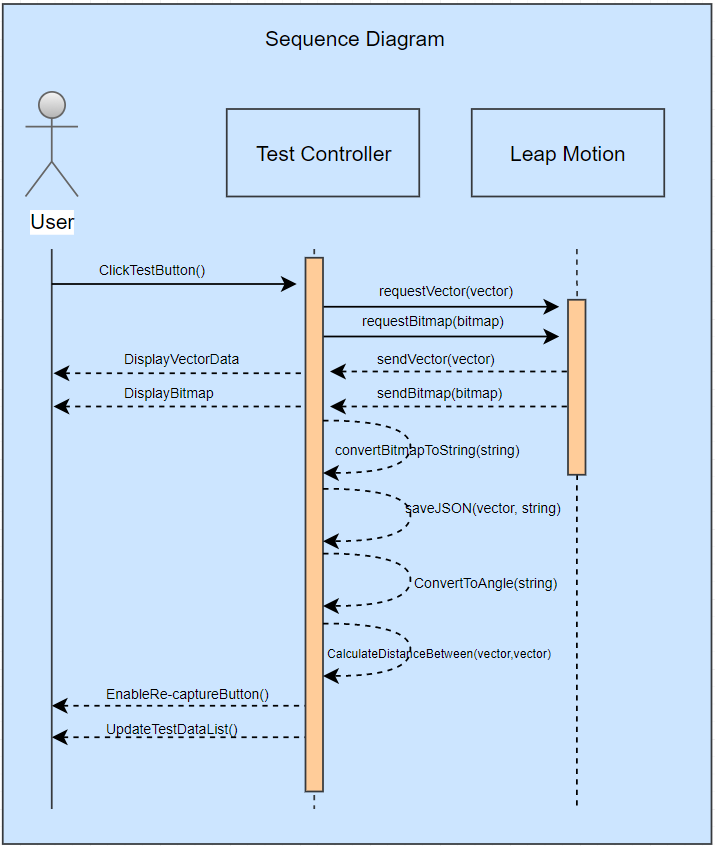 Sequence Diagram
Test Controller
Leap Motion
User
ClickTestButton()
requestVector(vector)
requestBitmap(bitmap)
DisplayVectorData
sendVector(vector)
DisplayBitmap
sendBitmap(bitmap)
convertBitmapToString(string)
saveJSON(vector, string)
ConvertToAngle(string)
CalculateDistanceBetween(vector,vector)
EnableRe-captureButton()
UpdateTestDataList()